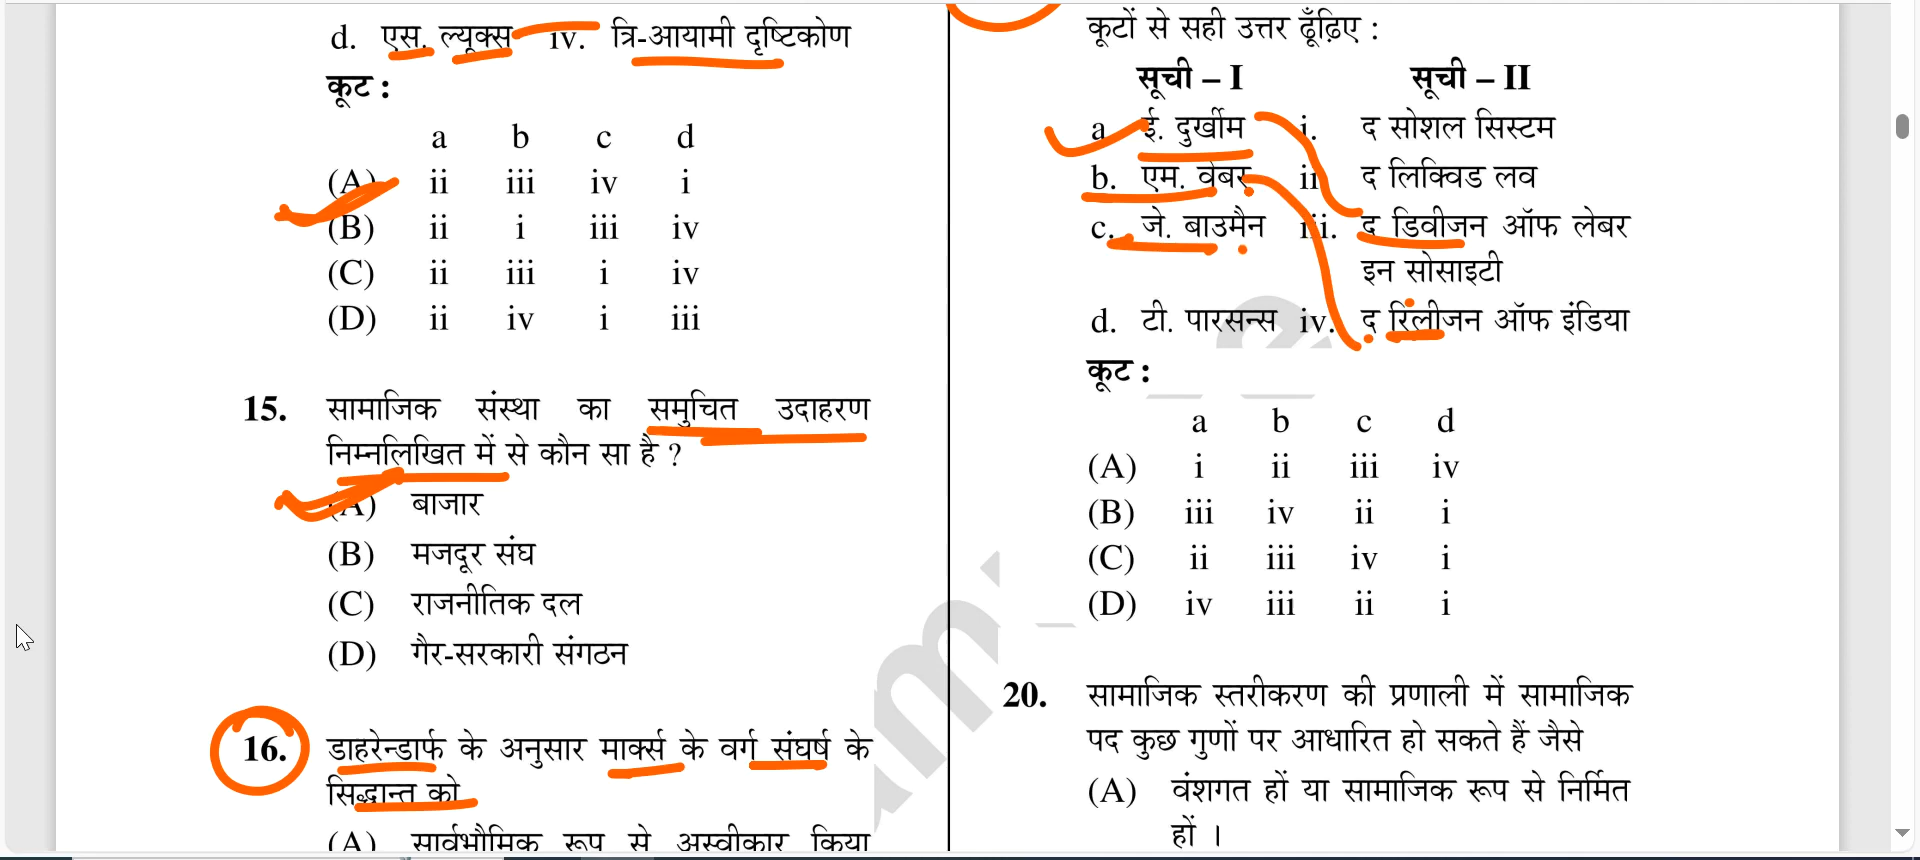 d. एस. ल्यूक्स iv. त्रि-आयामी दृष्टिकोण
कूट :
a b c d
(A) ii iii iv i
(B) ii i iii iv
(C) ii iii i iv
(D) ii iv i iii
15. सामाजिक संस्था का समुचित उदाहरण
निम्नलिखित में से कौन सा है ?
(A) बाजार
(B) मजदूर संघ
(C) राजनीतिक दल
(D) गैर-सरकारी संगठन
16. डाहरेन्डार्फ के अनुसार मार्क्स के वर्ग संघर्ष के
सिद्धान्त को
(A) सार्वभौमिक रूप से अस्वीकार किया
कूटों से सही उत्तर ढूँढ़िए :
सूची – I सूची – II
a ई. दुर्खीम i. द सोशल सिस्टम
b. एम. वेबर ii द लिक्विड लव
c. जे. बाउमैन iii. द डिवीजन ऑफ लेबर
इन सोसाइटी
d. टी. पारसन्स iv. द रिलीजन ऑफ इंडिया
कूट :
a b c d
(A) i ii iii iv
(B) iii iv ii i
(C) ii iii iv i
(D) iv iii ii i
20. सामाजिक स्तरीकरण की प्रणाली में सामाजिक
पद कुछ गुणों पर आधारित हो सकते हैं जैसे
(A) वंशगत हों या सामाजिक रूप से निर्मित
हों ।